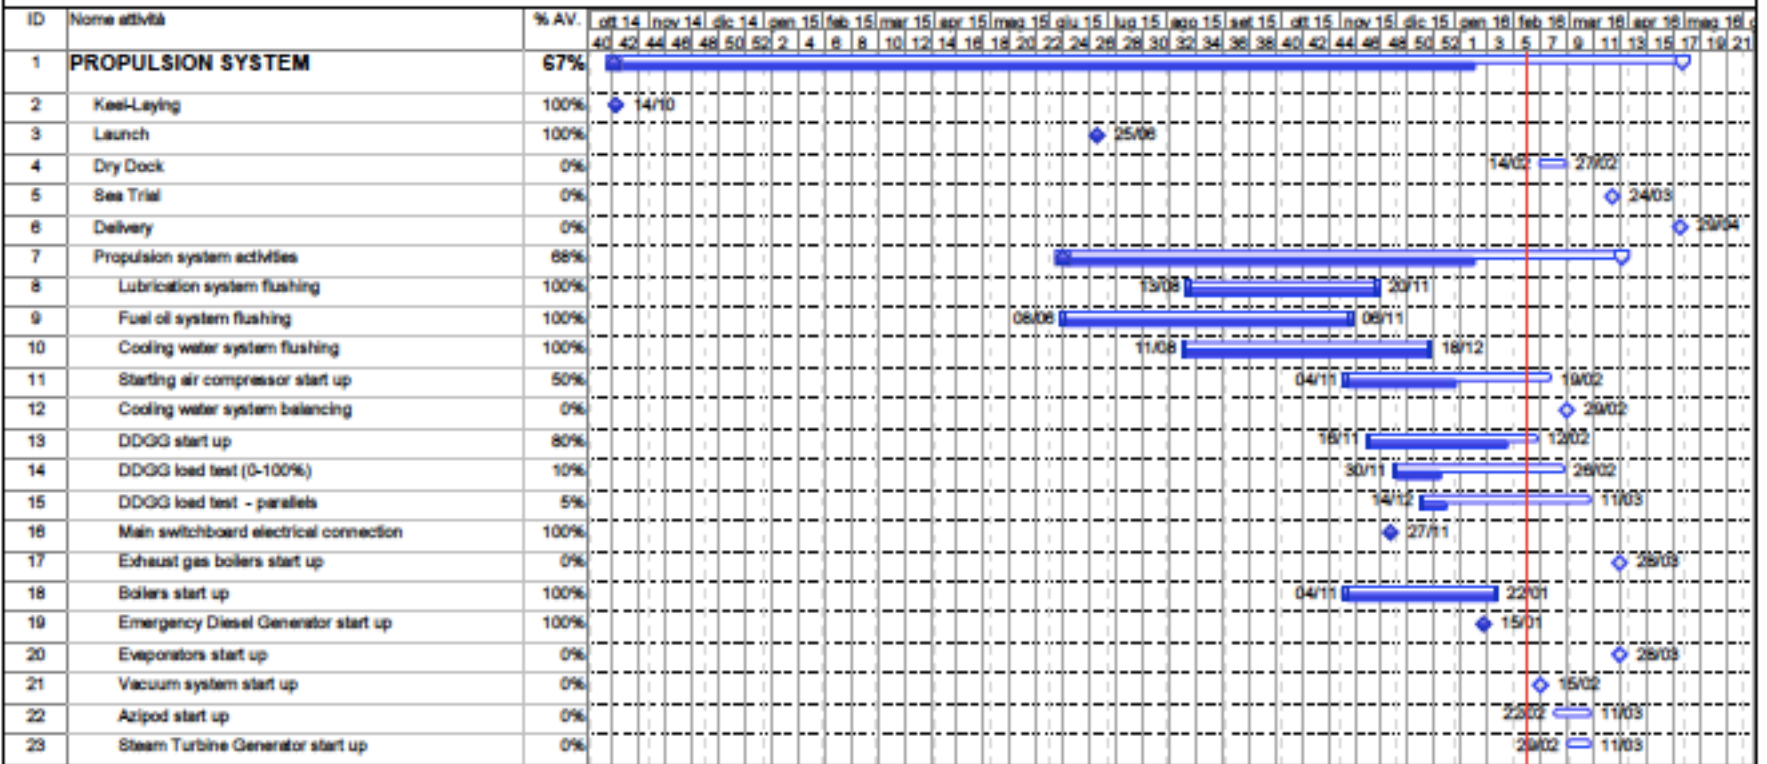 ID Nome attività % AV. ott 14 nov 14 dic 14 gen 15 feb 15 mar 15 apr 15 mag 15 giu 15 lug 15 ago 15 set 15 ott 15 nov 15 dic 15 gen 16 feb 16 mar 16 apr 16 mag 16
40 42 44 46 48 50 52 2 4 6 8 10 12 14 16 18 20 22 24 26 28 30 32 34 36 38 40 42 44 46 48 50 52 1 3 5 7 9 11 13 15 17 19 21
1 PROPULSION SYSTEM 67%
2 Keel-Laying 100% 14/10
3 Launch 100% 25/06
4 Dry Dock 0% 14/02 27/02
5 Sea Trial 0% 24/03
6 Delivery 0% 29/04
7 Propulsion system activities 68%
8 Lubrication system flushing 100% 13/08 20/11
9 Fuel oil system flushing 100% 08/06 06/11
10 Cooling water system flushing 100% 11/08 18/12
11 Starting air compressor start up 50% 04/11 19/02
12 Cooling water system balancing 0% 29/02
13 DDGG start up 80% 16/11 12/02
14 DDGG load test (0-100%) 10% 30/11 26/02
15 DDGG load test - parallels 5% 14/12 11/03
16 Main switchboard electrical connection 100% 27/11
17 Exhaust gas boilers start up 0% 28/03
18 Boilers start up 100% 04/11 22/01
19 Emergency Diesel Generator start up 100% 15/01
20 Evaporators start up 0% 28/03
21 Vacuum system start up 0% 15/02
22 Azipod start up 0% 22/02 11/03
23 Steam Turbine Generator start up 0% 29/02 11/03